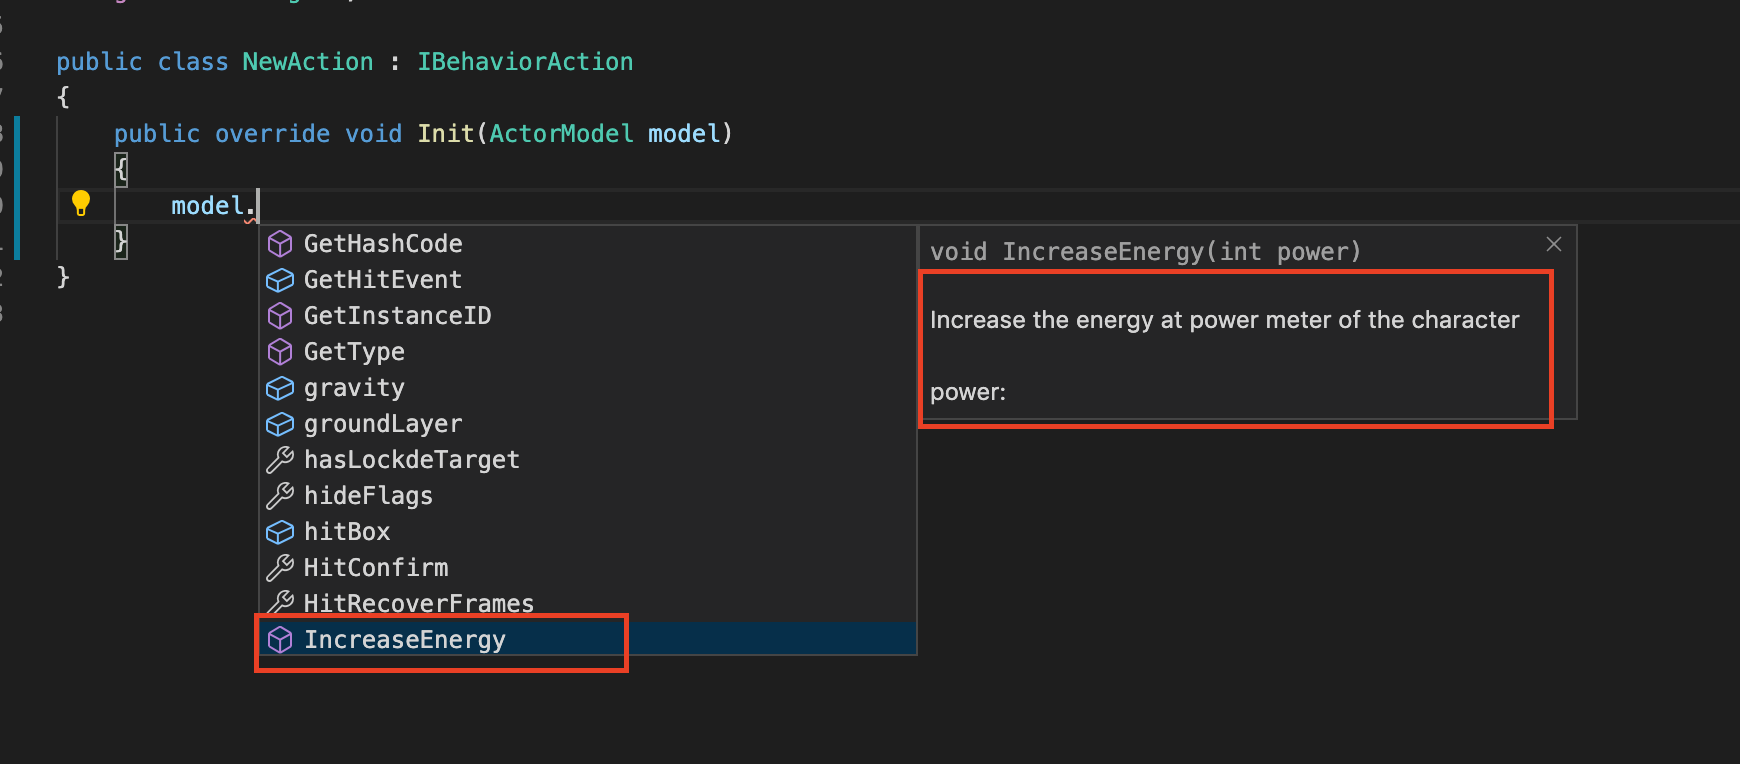 public class NewAction : IBehaviorAction
{
public override void Init(ActorModel model)
{
model.
}
}
GetHashCode
GetHitEvent
GetInstanceID
GetType
gravity
groundLayer
hasLockdeTarget
hideFlags
hitBox
HitConfirm
HitRecoverFrames
IncreaseEnergy
void IncreaseEnergy(int power)
Increase the energy at power meter of the character
power: